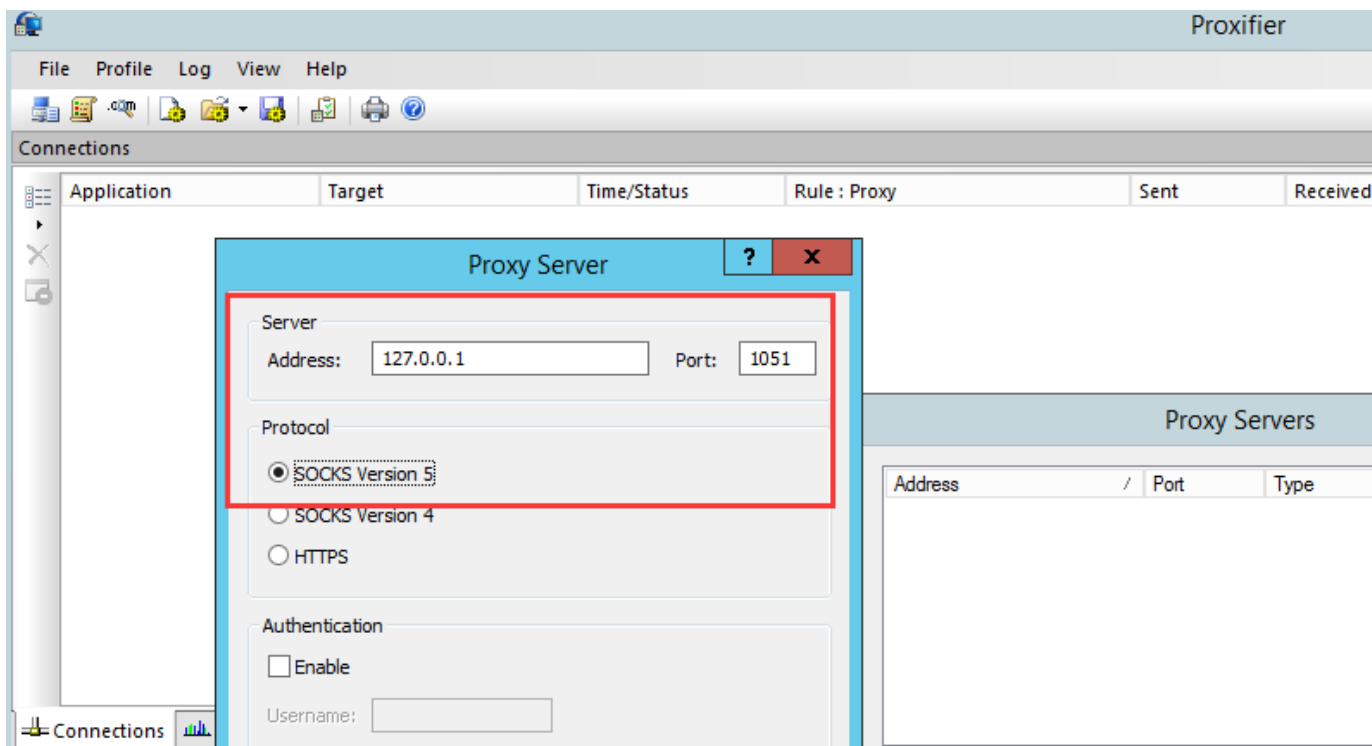 Proxifier
File Profile Log View Help
Connections
Application Target Time/Status Rule : Proxy Sent Received
Proxy Server ? x
Server
Address: 127.0.0.1 Port: 1051
Protocol
SOCKS Version 5
SOCKS Version 4
HTTPS
Proxy Servers
Address / Port Type
Authentication
Enable
Username:
Connections